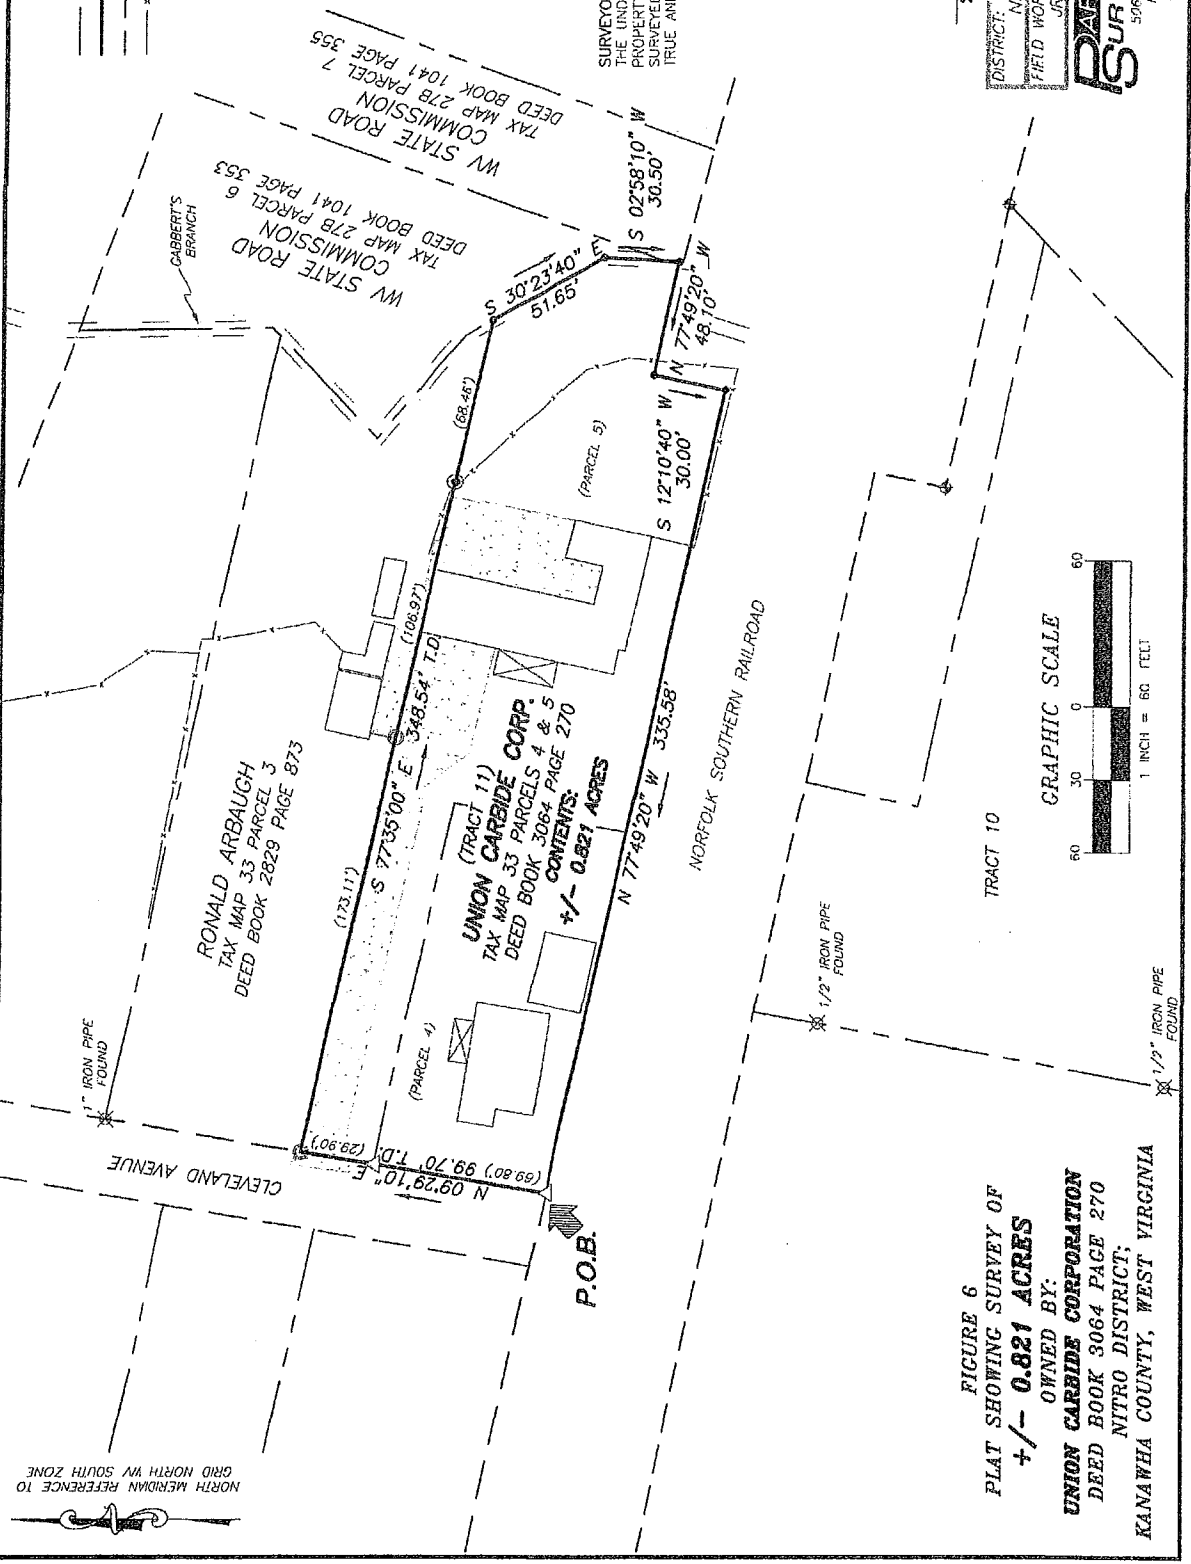 NORTH MERIDIAN REFERENCE TO
GRID NORTH WV SOUTH ZONE
CLEVELAND AVENUE
1" IRON PIPE
FOUND
RONALD ARBAUGH
TAX MAP 33 PARCEL 3
DEED BOOK 2829 PAGE 873
GABBERT'S
BRANCH
WV STATE ROAD
COMMISSION
TAX MAP 27B PARCEL 6
DEED BOOK 1041 PAGE 353
WV STATE ROAD
COMMISSION
TAX MAP 27B PARCEL 7
DEED BOOK 1041 PAGE 355
(173.11')
(106.97')
(68.46')
S 77°35'00" E 348.54' T.D.
S 30°23'40" E
51.65'
S 02°58'10" W
30.50'
N 77°49'20" W
48.10'
S 12°10'40" W
30.00'
N 77°49'20" W 335.58'
N 09°29'10" E 99.70' T.D.
(29.90')
(69.80')
P.O.B.
(PARCEL 4)
(PARCEL 5)
(TRACT 11)
UNION CARBIDE CORP.
TAX MAP 33 PARCELS 4 & 5
DEED BOOK 3064 PAGE 270
CONTENTS:
+/- 0.821 ACRES
NORFOLK SOUTHERN RAILROAD
1/2" IRON PIPE
FOUND
1/2" IRON PIPE
FOUND
TRACT 10
GRAPHIC SCALE
60 30 0 60
1 INCH = 60 FEET
FIGURE 6
PLAT SHOWING SURVEY OF
+/- 0.821 ACRES
OWNED BY:
UNION CARBIDE CORPORATION
DEED BOOK 3064 PAGE 270
NITRO DISTRICT;
KANAWHA COUNTY, WEST VIRGINIA
SURVEYO
THE UND
PROPERTY
SURVEYED
TRUE AND
DISTRICT:
N
FIELD WOR
JR
SUR